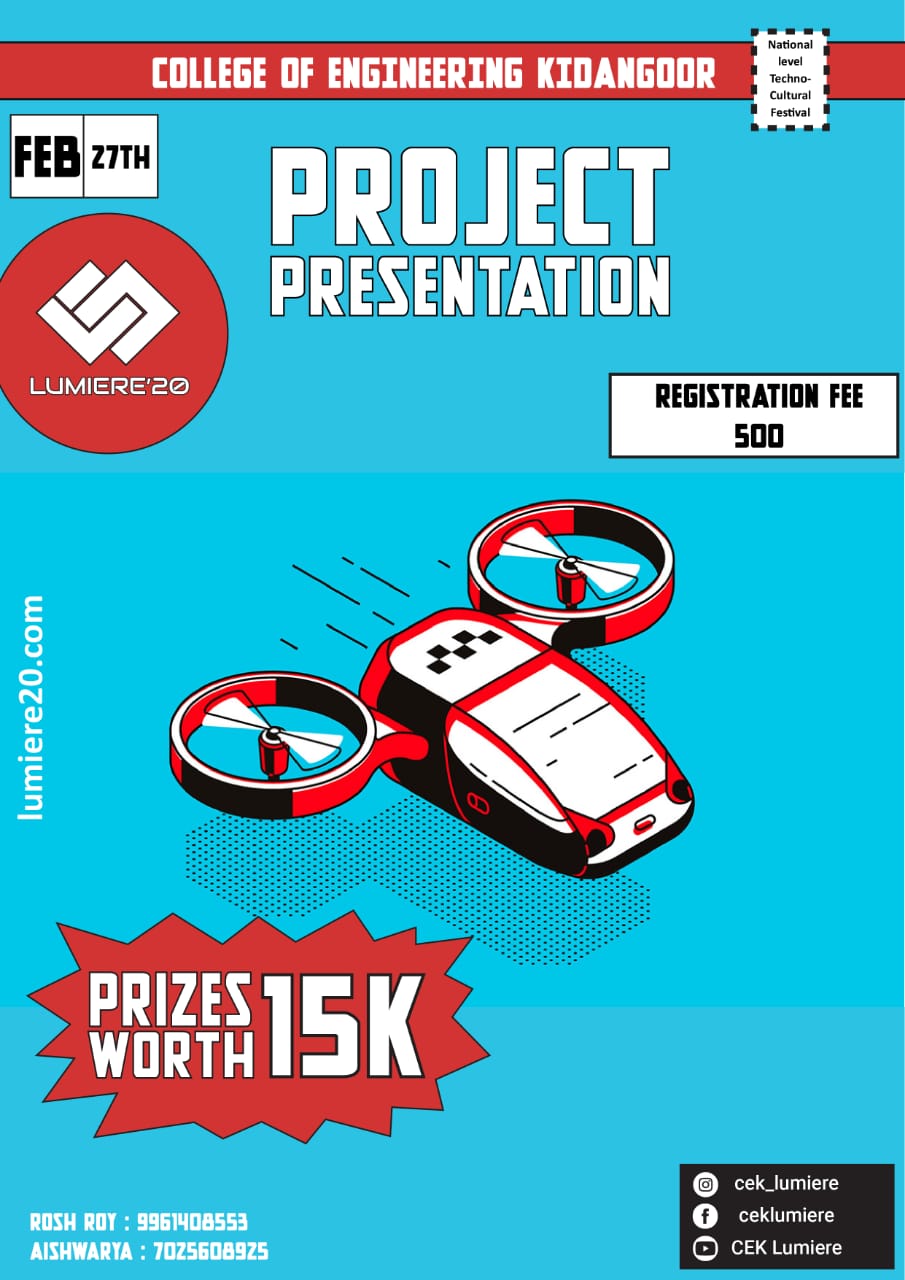 COLLEGE OF ENGINEERING KIDANGOOR
National
level
Techno-
Cultural
Festival
FEB 27TH
PROJECT
PRESENTATION
LUMIERE'20
REGISTRATION FEE
500
lumiere20.com
PRIZES
WORTH 15K
ROSH ROY : 9961408553
AISHWARYA : 7025608925
cek_lumiere
ceklumiere
CEK Lumiere